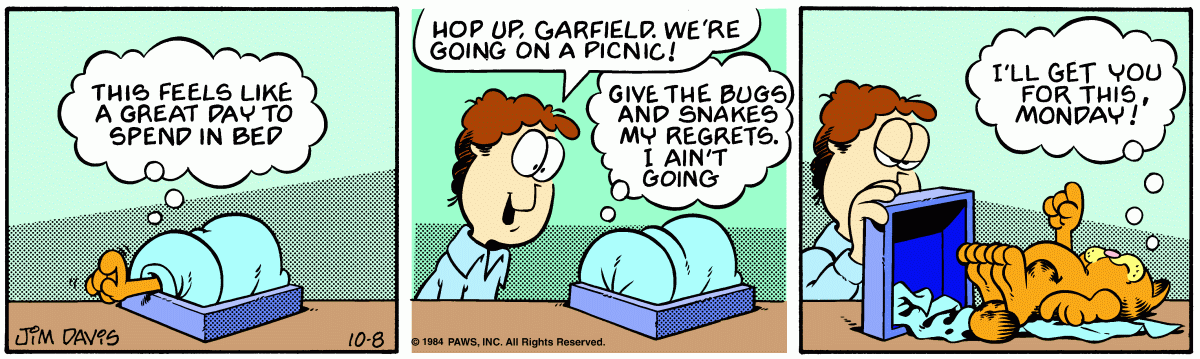 THIS FEELS LIKE
A GREAT DAY TO
SPEND IN BED
JIM DAVIS
10-8
HOP UP, GARFIELD. WE'RE
GOING ON A PICNIC!
GIVE THE BUGS
AND SNAKES
MY REGRETS.
I AIN'T
GOING
© 1984 PAWS, INC. All Rights Reserved.
I'LL GET YOU
FOR THIS,
MONDAY!